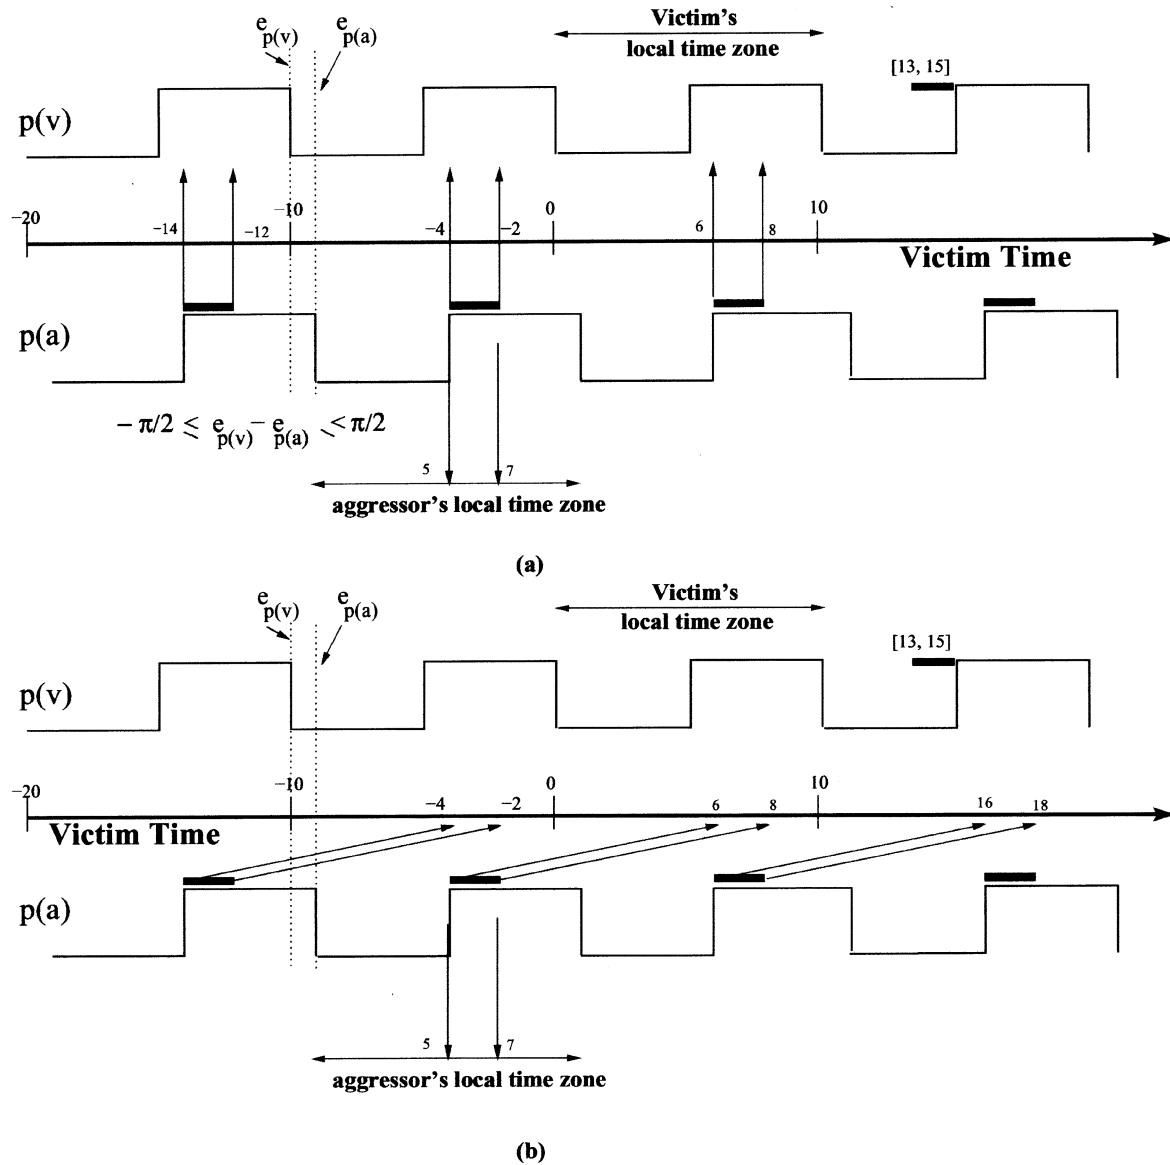 e p(v)
e p(a)
Victim's
local time zone
[13, 15]
p(v)
−20
−14
−12
−10
−4
−2
0
6
8
10
Victim Time
p(a)
− π/2 ≤ e p(v) − e p(a) < π/2
5
7
aggressor's local time zone
(a)
e p(v)
e p(a)
Victim's
local time zone
[13, 15]
p(v)
−20
−10
−4
−2
0
6
8
10
16
18
Victim Time
p(a)
5
7
aggressor's local time zone
(b)